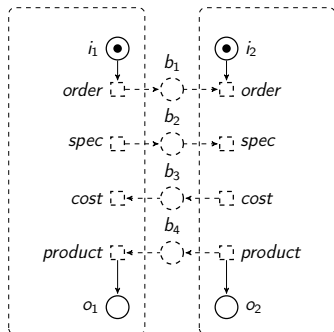 i₁ i₂
b₁
order order
b₂
spec spec
b₃
cost cost
b₄
product product
o₁ o₂